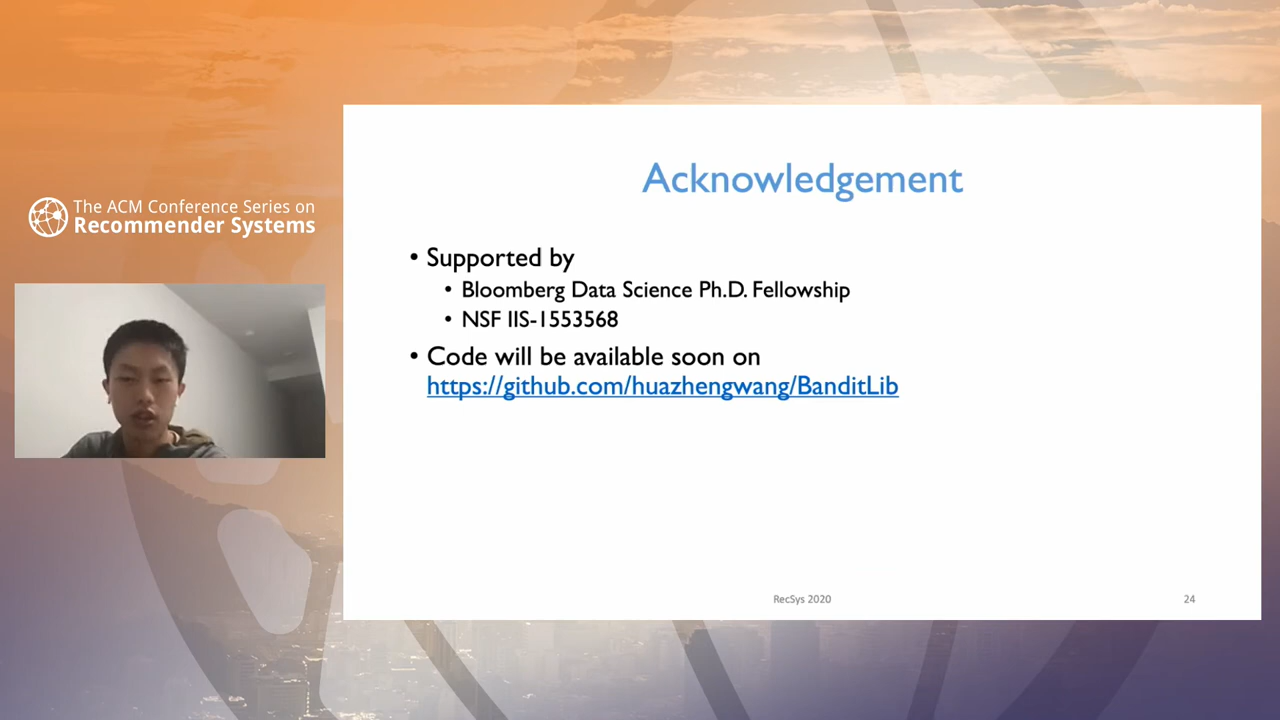 The ACM Conference Series on
Recommender Systems
Acknowledgement
• Supported by
• Bloomberg Data Science Ph.D. Fellowship
• NSF IIS-1553568
• Code will be available soon on
https://github.com/huazhengwang/BanditLib
RecSys 2020
24